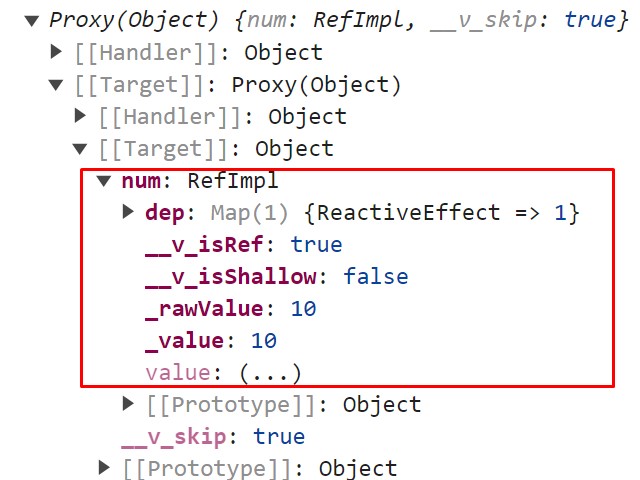 Proxy(Object) {num: RefImpl, __v_skip: true}
[[Handler]]: Object
[[Target]]: Proxy(Object)
[[Handler]]: Object
[[Target]]: Object
num: RefImpl
dep: Map(1) {ReactiveEffect => 1}
__v_isRef: true
__v_isShallow: false
_rawValue: 10
_value: 10
value: (...)
[[Prototype]]: Object
__v_skip: true
[[Prototype]]: Object